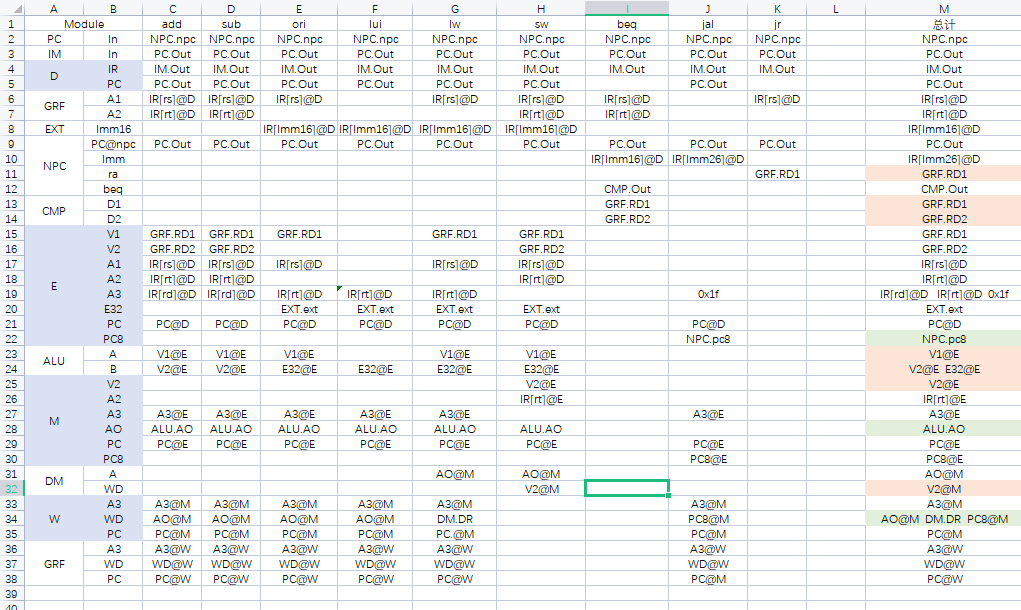 A B C D E F G H I J K L M
1 Module add sub ori lui lw sw beq jal jr 总计
2 PC In NPC.npc NPC.npc NPC.npc NPC.npc NPC.npc NPC.npc NPC.npc NPC.npc NPC.npc NPC.npc
3 IM In PC.Out PC.Out PC.Out PC.Out PC.Out PC.Out PC.Out PC.Out PC.Out PC.Out
4 D IR IM.Out IM.Out IM.Out IM.Out IM.Out IM.Out IM.Out IM.Out IM.Out IM.Out
5 PC PC.Out PC.Out PC.Out PC.Out PC.Out PC.Out PC.Out PC.Out
6 GRF A1 IR[rs]@D IR[rs]@D IR[rs]@D IR[rs]@D IR[rs]@D IR[rs]@D IR[rs]@D IR[rs]@D
7 A2 IR[rt]@D IR[rt]@D IR[rt]@D IR[rt]@D IR[rt]@D
8 EXT Imm16 IR[Imm16]@D IR[Imm16]@D IR[Imm16]@D IR[Imm16]@D IR[Imm16]@D
9 NPC PC@npc PC.Out PC.Out PC.Out PC.Out PC.Out PC.Out PC.Out PC.Out PC.Out PC.Out
10 Imm IR[Imm16]@D IR[Imm26]@D IR[Imm26]@D
11 ra GRF.RD1 GRF.RD1
12 beq CMP.Out CMP.Out
13 CMP D1 GRF.RD1 GRF.RD1
14 D2 GRF.RD2 GRF.RD2
15 E V1 GRF.RD1 GRF.RD1 GRF.RD1 GRF.RD1 GRF.RD1 GRF.RD1
16 V2 GRF.RD2 GRF.RD2 GRF.RD2 GRF.RD2
17 A1 IR[rs]@D IR[rs]@D IR[rs]@D IR[rs]@D IR[rs]@D IR[rs]@D
18 A2 IR[rt]@D IR[rt]@D IR[rt]@D IR[rt]@D
19 A3 IR[rd]@D IR[rd]@D IR[rt]@D IR[rt]@D IR[rt]@D 0x1f IR[rd]@D IR[rt]@D 0x1f
20 E32 EXT.ext EXT.ext EXT.ext EXT.ext EXT.ext
21 PC PC@D PC@D PC@D PC@D PC@D PC@D PC@D PC@D
22 PC8 NPC.pc8 NPC.pc8
23 ALU A V1@E V1@E V1@E V1@E V1@E V1@E
24 B V2@E V2@E E32@E E32@E E32@E E32@E V2@E E32@E
25 M V2 V2@E V2@E
26 A2 IR[rt]@E IR[rt]@E
27 A3 A3@E A3@E A3@E A3@E A3@E A3@E A3@E
28 AO ALU.AO ALU.AO ALU.AO ALU.AO ALU.AO ALU.AO ALU.AO
29 PC PC@E PC@E PC@E PC@E PC@E PC@E PC@E PC@E
30 PC8 PC8@E PC8@E
31 DM A AO@M AO@M AO@M
32 WD V2@M V2@M
33 W A3 A3@M A3@M A3@M A3@M A3@M A3@M A3@M
34 WD AO@M AO@M AO@M AO@M DM.DR PC8@M AO@M DM.DR PC8@M
35 PC PC@M PC@M PC@M PC@M PC.@M PC@M PC@M
36 GRF A3 A3@W A3@W A3@W A3@W A3@W A3@W A3@W
37 WD WD@W WD@W WD@W WD@W WD@W WD@W WD@W
38 PC PC@W PC@W PC@W PC@W PC@W PC@M PC@W
39
40